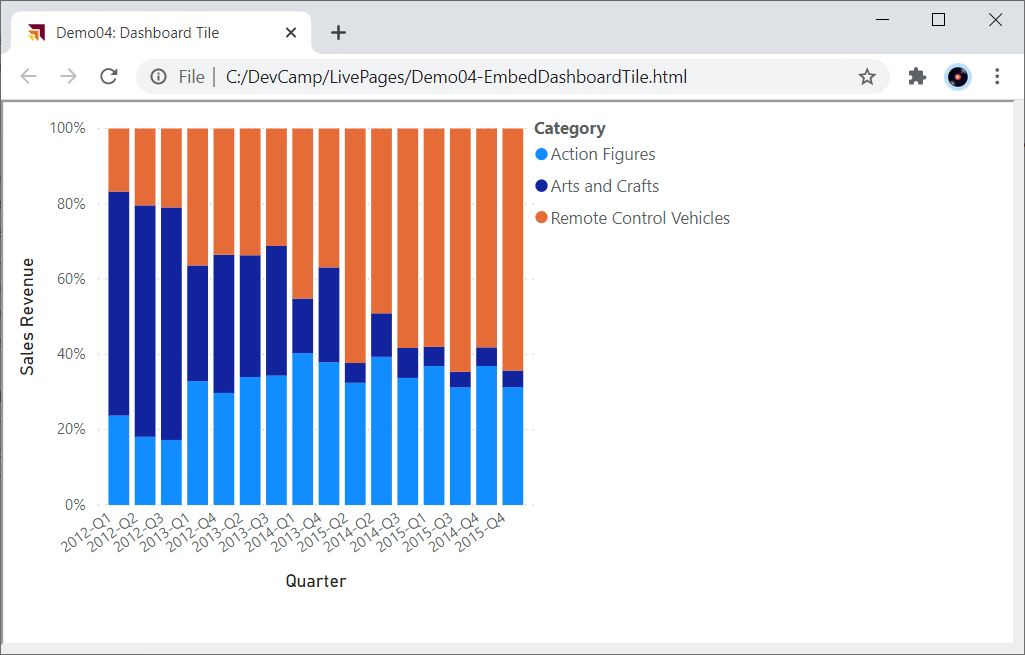 Demo04: Dashboard Tile
File | C:/DevCamp/LivePages/Demo04-EmbedDashboardTile.html
Sales Revenue
100%
80%
60%
40%
20%
0%
2012-Q1
2012-Q2
2012-Q3
2013-Q1
2012-Q4
2013-Q2
2013-Q3
2014-Q1
2013-Q4
2015-Q2
2014-Q2
2014-Q3
2015-Q1
2015-Q3
2014-Q4
2015-Q4
Quarter
Category
Action Figures
Arts and Crafts
Remote Control Vehicles